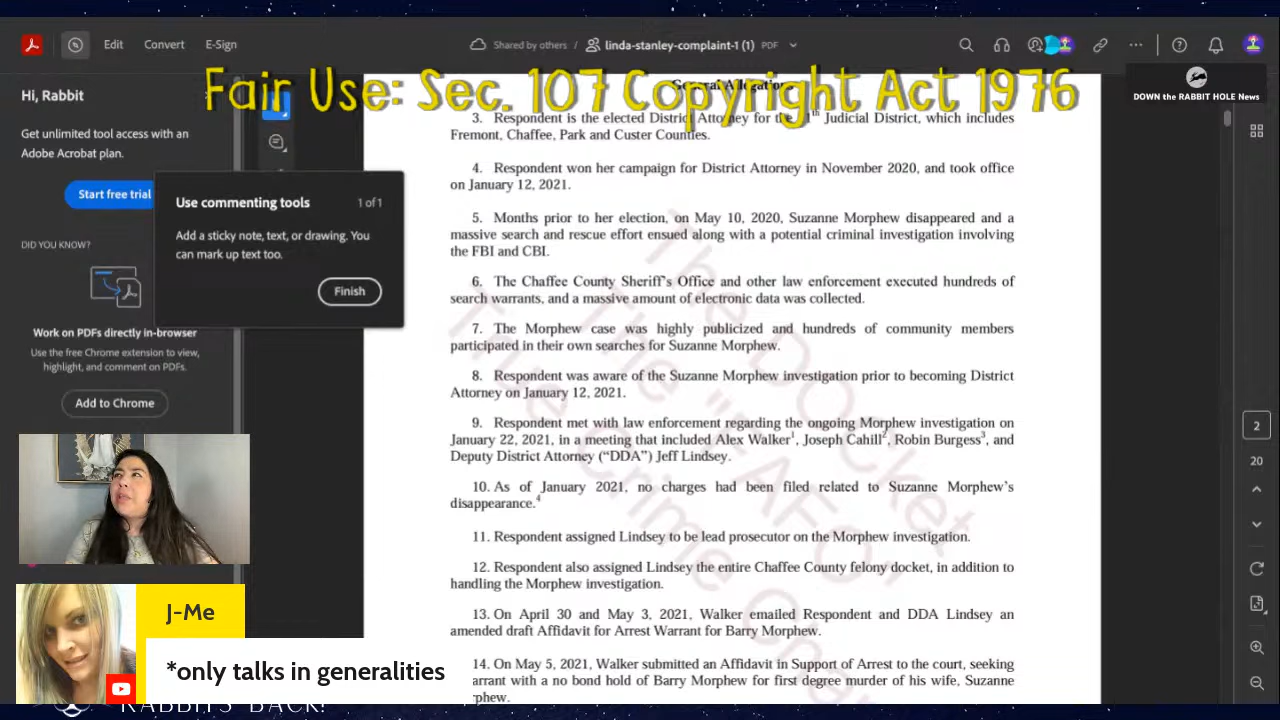 Edit
Convert
E-Sign
Shared by others / linda-stanley-complaint-1 (1) PDF
Fair Use: Sec. 107 Copyright Act 1976
DOWN the RABBIT HOLE News
Hi, Rabbit
Get unlimited tool access with an
Adobe Acrobat plan.
Start free trial
Use commenting tools 1 of 1
Add a sticky note, text, or drawing. You
can mark up text too.
Finish
DID YOU KNOW?
Work on PDFs directly in-browser
Use the free Chrome extension to view,
highlight, and comment on PDFs.
Add to Chrome
General Allegations
3. Respondent is the elected District Attorney for the 1th Judicial District, which includes
Fremont, Chaffee, Park and Custer Counties.
4. Respondent won her campaign for District Attorney in November 2020, and took office
on January 12, 2021.
5. Months prior to her election, on May 10, 2020, Suzanne Morphew disappeared and a
massive search and rescue effort ensued along with a potential criminal investigation involving
the FBI and CBI.
6. The Chaffee County Sheriff's Office and other law enforcement executed hundreds of
search warrants, and a massive amount of electronic data was collected.
7. The Morphew case was highly publicized and hundreds of community members
participated in their own searches for Suzanne Morphew.
8. Respondent was aware of the Suzanne Morphew investigation prior to becoming District
Attorney on January 12, 2021.
9. Respondent met with law enforcement regarding the ongoing Morphew investigation on
January 22, 2021, in a meeting that included Alex Walker1, Joseph Cahill2, Robin Burgess3, and
Deputy District Attorney ("DDA") Jeff Lindsey.
10. As of January 2021, no charges had been filed related to Suzanne Morphew's
disappearance.4
11. Respondent assigned Lindsey to be lead prosecutor on the Morphew investigation.
12. Respondent also assigned Lindsey the entire Chaffee County felony docket, in addition to
handling the Morphew investigation.
13. On April 30 and May 3, 2021, Walker emailed Respondent and DDA Lindsey an
amended draft Affidavit for Arrest Warrant for Barry Morphew.
14. On May 5, 2021, Walker submitted an Affidavit in Support of Arrest to the court, seeking
arrant with a no bond hold of Barry Morphew for first degree murder of his wife, Suzanne
rphew.
The DOCket
The "FAFO"
True Crime
2
20
J-Me
*only talks in generalities
RABBITS BACK!